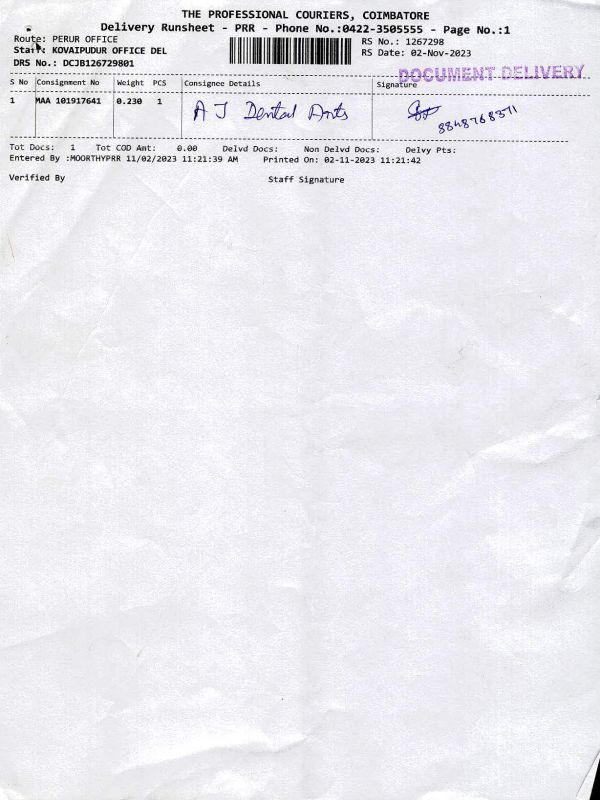 THE PROFESSIONAL COURIERS, COIMBATORE
Delivery Runsheet - PRR - Phone No.:0422-3505555 - Page No.:1
Route: PERUR OFFICE
RS No.: 1267298
Staff: KOVAIPUDUR OFFICE DEL
RS Date: 02-Nov-2023
DRS No.: DCJB126729801
DOCUMENT DELIVERY
S No Consignment No Weight PCS Consignee Details Signature
1 MAA 101917641 0.230 1 A J Dental Arts
8848768371
Tot Docs: 1 Tot COD Amt: 0.00 Delvd Docs: Non Delvd Docs: Delvy Pts:
Entered By :MOORTHYPRR 11/02/2023 11:21:39 AM Printed On: 02-11-2023 11:21:42
Verified By Staff Signature